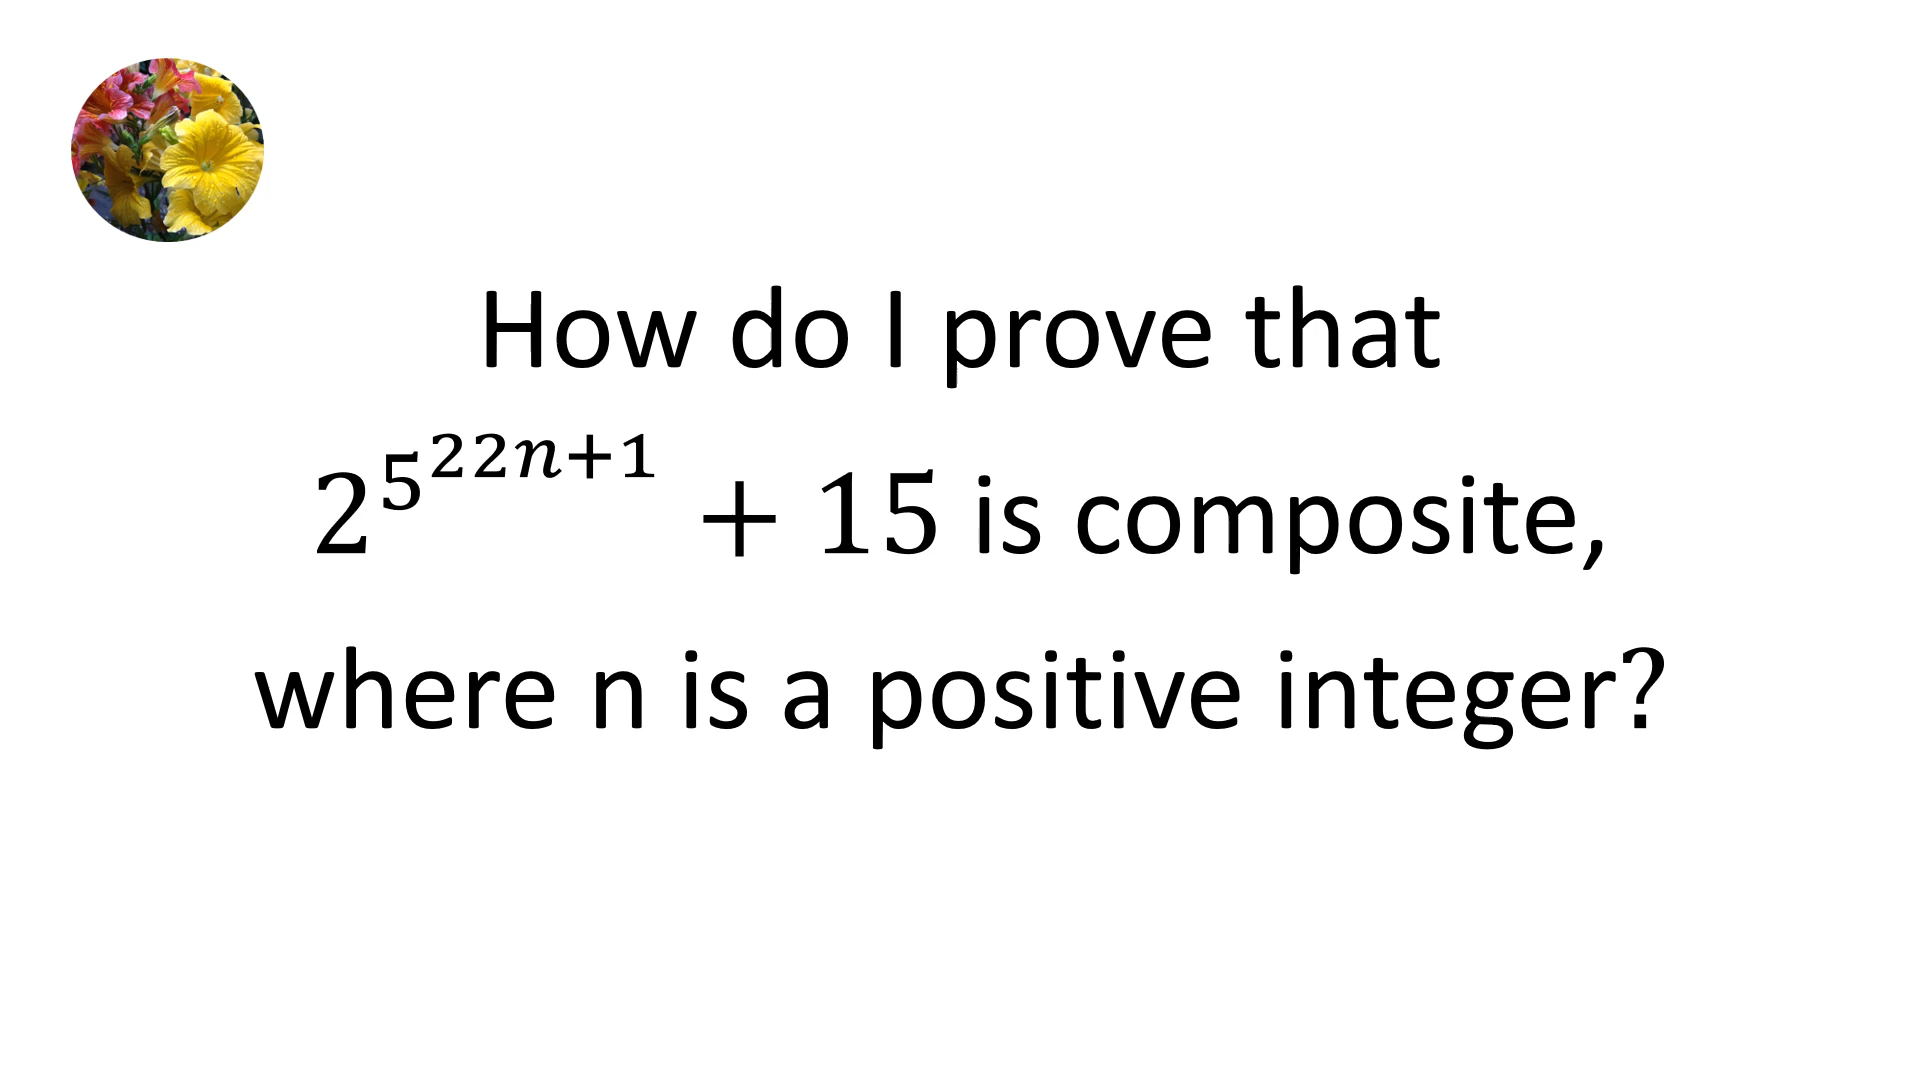 How do I prove that
$2^{5^{22n+1}} + 15$ is composite,
where n is a positive integer?